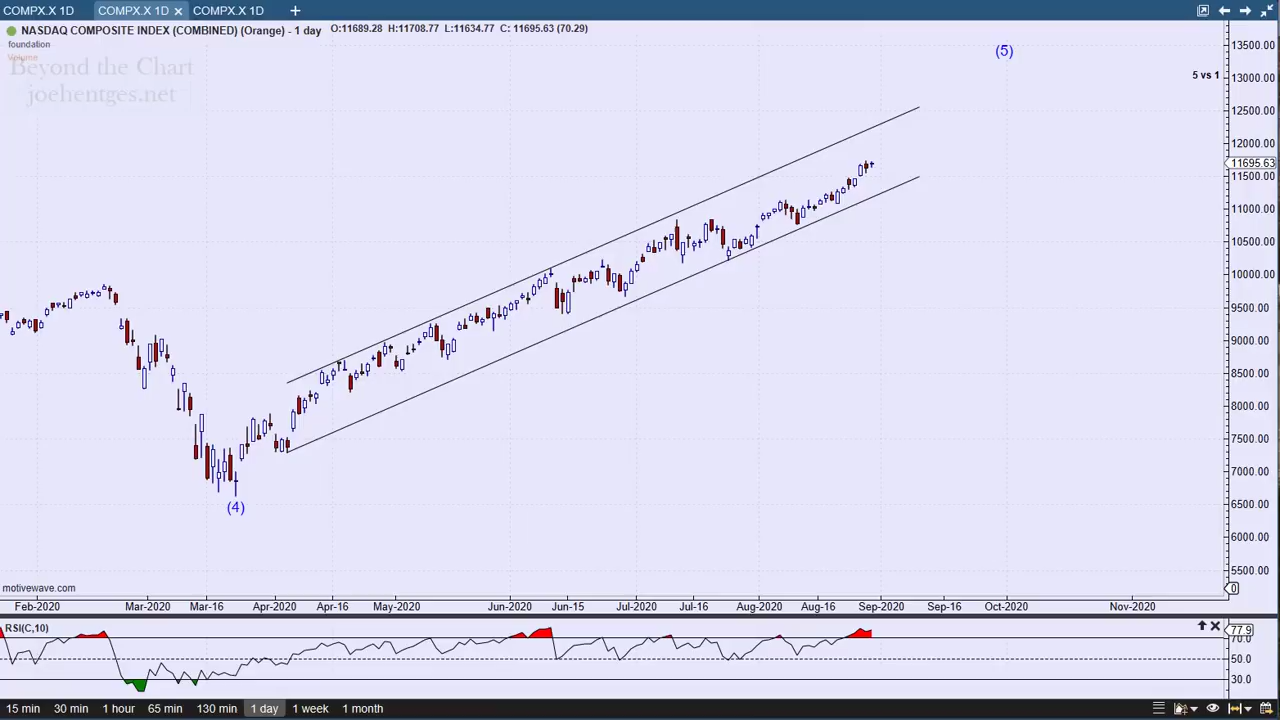 COMPX.X 1D COMPX.X 1D × COMPX.X 1D +
NASDAQ COMPOSITE INDEX (COMBINED) (Orange) - 1 day O:11689.28 H:11708.77 L:11634.77 C: 11695.63 (70.29)
foundation
Volume
Beyond the Chart
joehentges.net
(5)
5 vs 1
13500.00
13000.00
12500.00
12000.00
11695.63
11500.00
11000.00
10500.00
10000.00
9500.00
9000.00
8500.00
8000.00
7500.00
7000.00
6500.00
6000.00
5500.00
(4)
motivewave.com
0
Feb-2020 Mar-2020 Mar-16 Apr-2020 Apr-16 May-2020 Jun-2020 Jun-15 Jul-2020 Jul-16 Aug-2020 Aug-16 Sep-2020 Sep-16 Oct-2020 Nov-2020
RSI(C,10)
77.9
70.0
50.0
30.0
15 min 30 min 1 hour 65 min 130 min 1 day 1 week 1 month